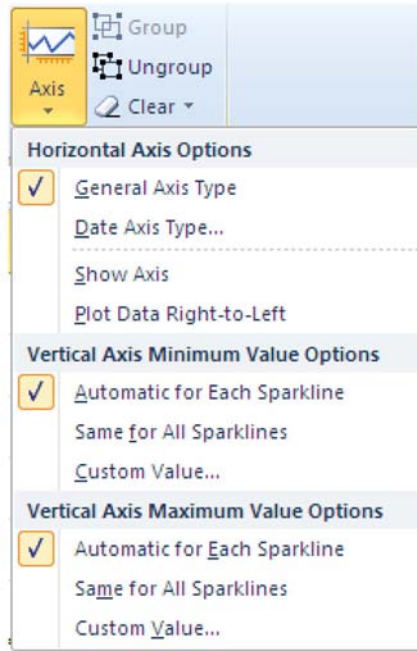 Group
Ungroup
Axis
Clear
Horizontal Axis Options
General Axis Type
Date Axis Type...
Show Axis
Plot Data Right-to-Left
Vertical Axis Minimum Value Options
Automatic for Each Sparkline
Same for All Sparklines
Custom Value...
Vertical Axis Maximum Value Options
Automatic for Each Sparkline
Same for All Sparklines
Custom Value...